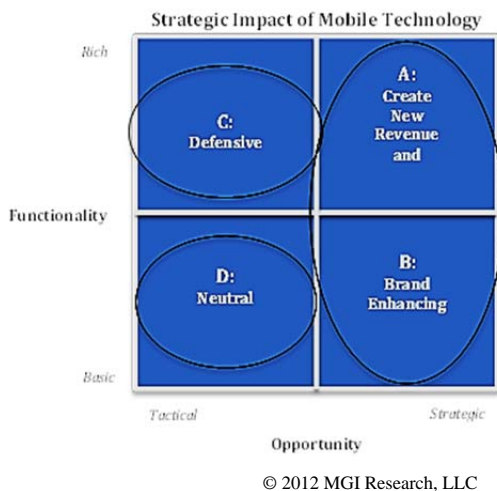 Strategic Impact of Mobile Technology
Rich
A:
Create
New
Revenue
and
C:
Defensive
Functionality
D:
Neutral
B:
Brand
Enhancing
Basic
Tactical
Strategic
Opportunity
© 2012 MGI Research, LLC